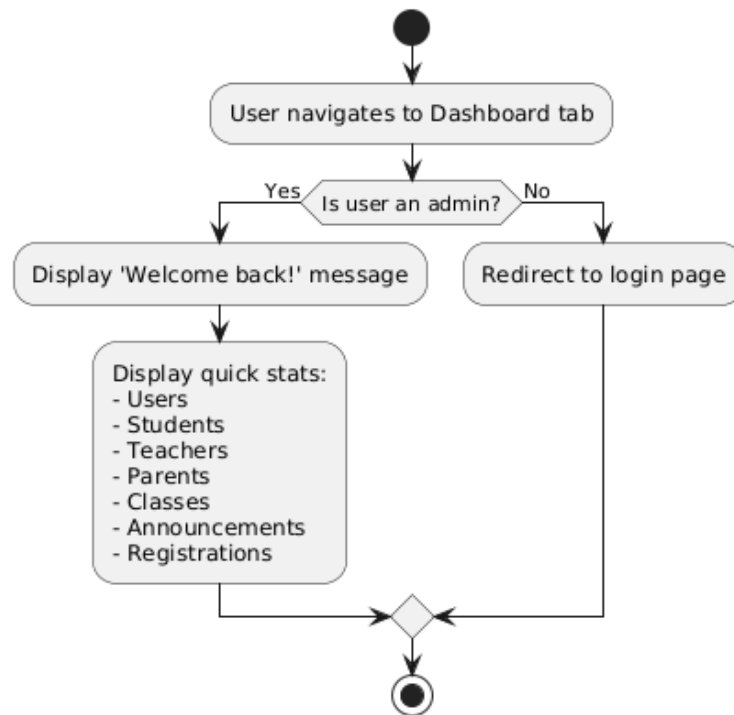 User navigates to Dashboard tab
Yes
Is user an admin?
No
Display 'Welcome back!' message
Redirect to login page
Display quick stats:
- Users
- Students
- Teachers
- Parents
- Classes
- Announcements
- Registrations